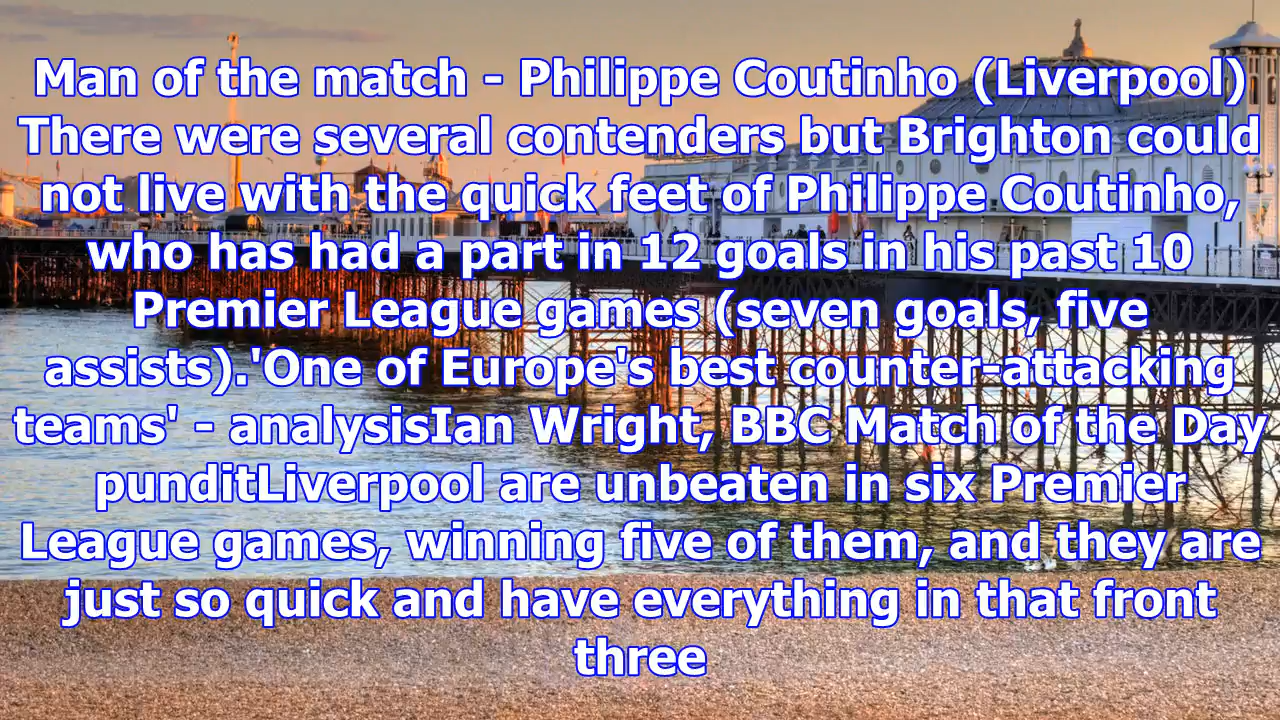 Man of the match - Philippe Coutinho (Liverpool)
There were several contenders but Brighton could
not live with the quick feet of Philippe Coutinho,
who has had a part in 12 goals in his past 10
Premier League games (seven goals, five
assists).'One of Europe's best counter-attacking
teams' - analysisIan Wright, BBC Match of the Day
punditLiverpool are unbeaten in six Premier
League games, winning five of them, and they are
just so quick and have everything in that front
three